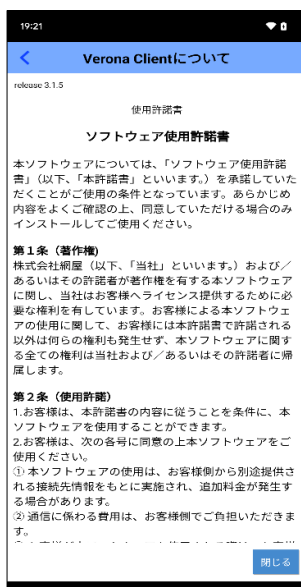 19:21
Verona Clientについて
release 3.1.5
使用許諾書
ソフトウェア使用許諾書
本ソフトウェアについては、「ソフトウェア使用許諾
書」（以下、「本許諾書」といいます。）を承諾していた
だくことがご使用の条件となっています。あらかじめ
内容をよくご確認の上、同意していただける場合のみ
インストールしてご使用ください。
第１条（著作権)
株式会社網屋（以下、「当社」といいます。）および／
あるいはその許諾者が著作権を有する本ソフトウェア
に関し、当社はお客様へライセンス提供するために必
要な権利を有しています。お客様による本ソフトウェ
アの使用に関して、お客様には本許諾書で許諾される
以外は何らの権利も発生せず、本ソフトウェアに関す
る全ての権利は当社および／あるいはその許諾者に帰
属します。
第２条（使用許諾）
1.お客様は、本許諾書の内容に従うことを条件に、本
ソフトウェアを使用することができます。
2.お客様は、次の各号に同意の上本ソフトウェアをご
使用ください。
① 本ソフトウェアの使用は、お客様側から別途提供さ
れる接続先情報をもとに実施され、追加料金が発生す
る場合があります。
② 通信に係わる費用は、お客様側でご負担いただきま
す。
閉じる